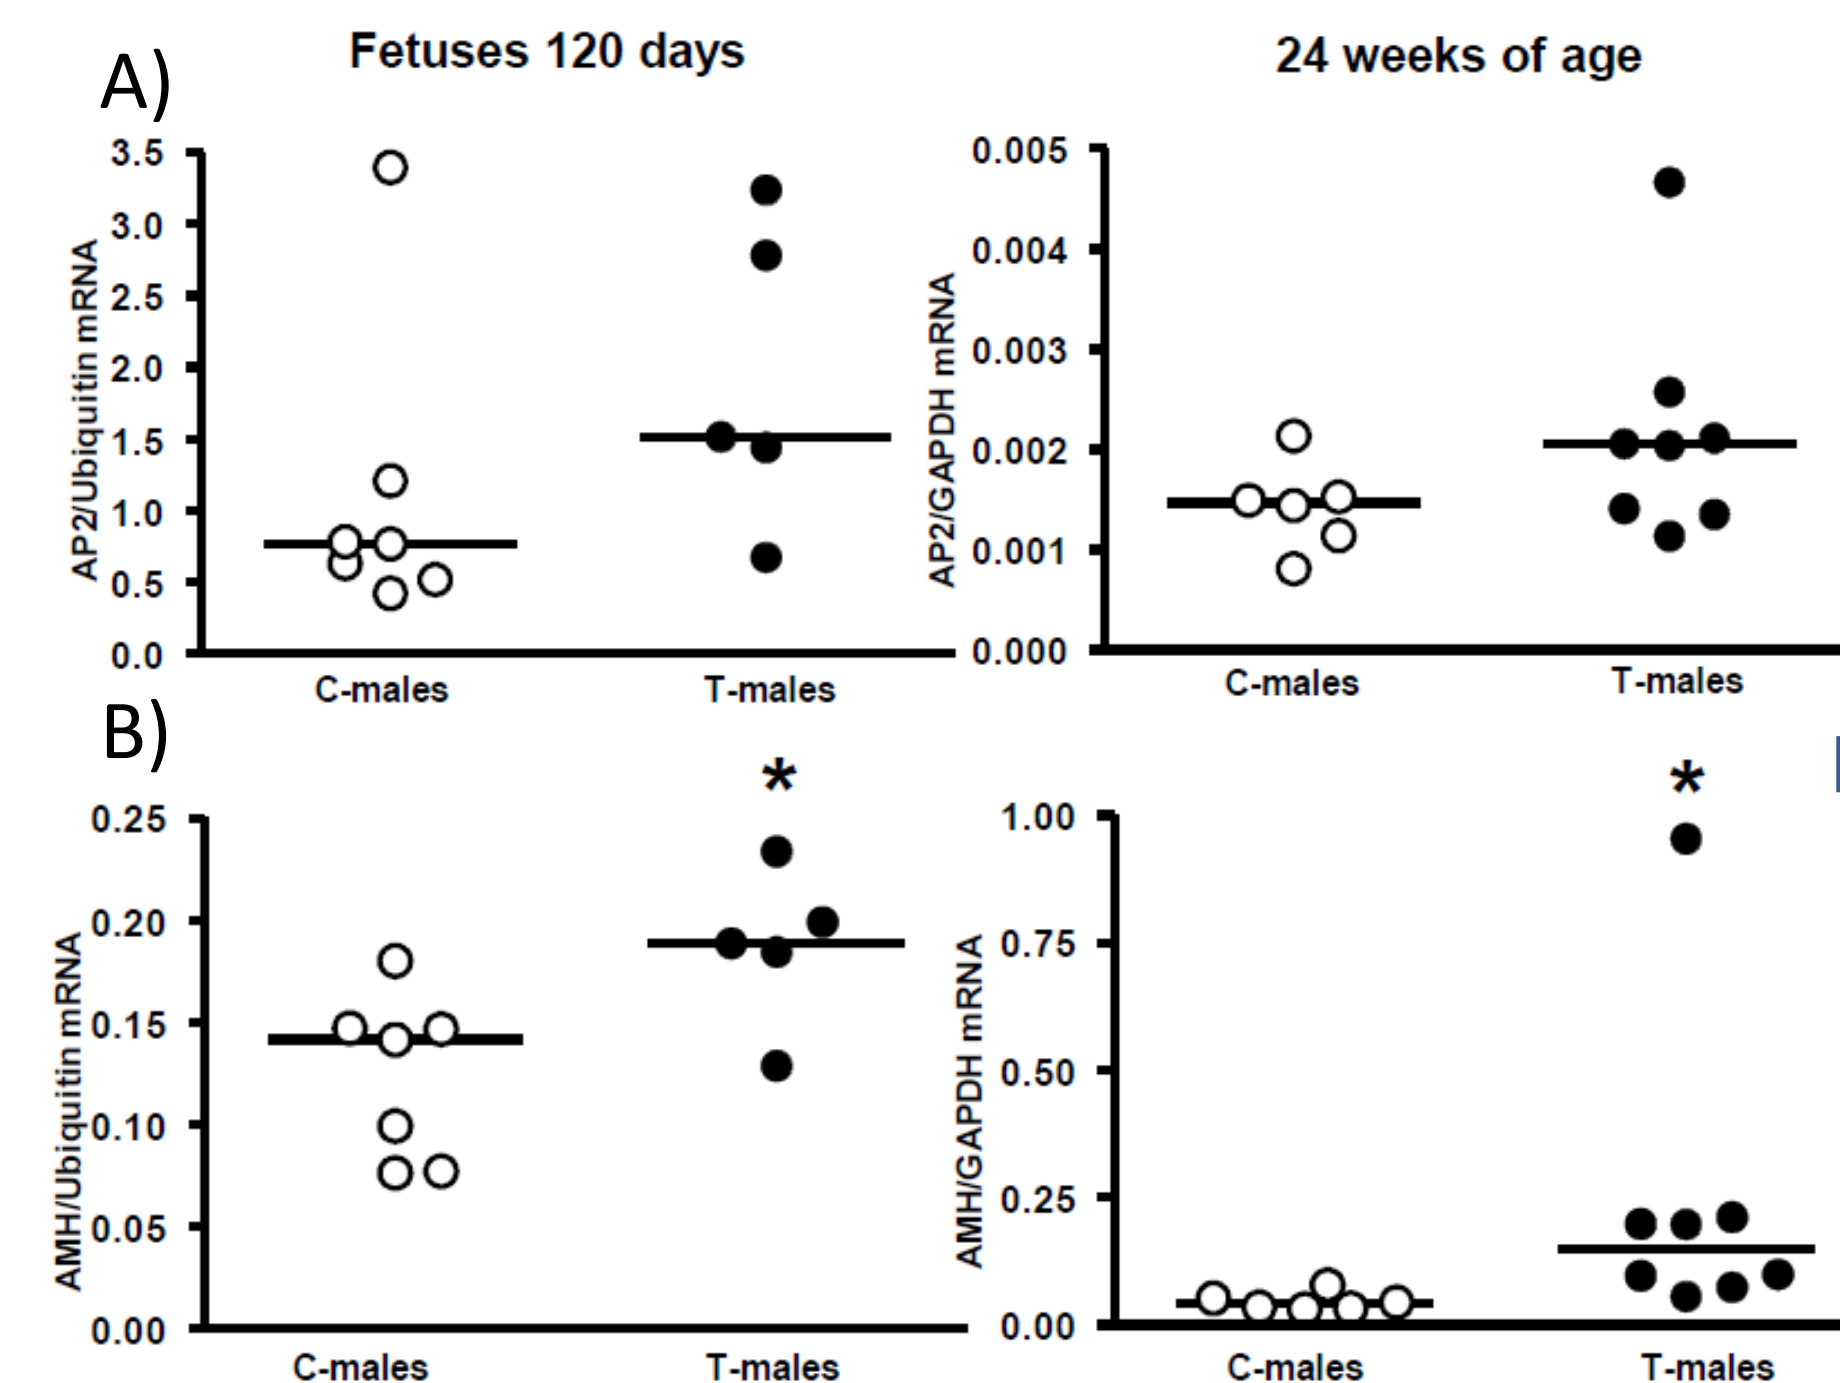 A)
Fetuses 120 days
24 weeks of age
AP2/Ubiquitin mRNA
3.5
3.0
2.5
2.0
1.5
1.0
0.5
0.0
C-males
T-males
AP2/GAPDH mRNA
0.005
0.004
0.003
0.002
0.001
0.000
C-males
T-males
B)
AMH/Ubiquitin mRNA
0.25
0.20
0.15
0.10
0.05
0.00
*
C-males
T-males
AMH/GAPDH mRNA
1.00
0.75
0.50
0.25
0.00
*
C-males
T-males